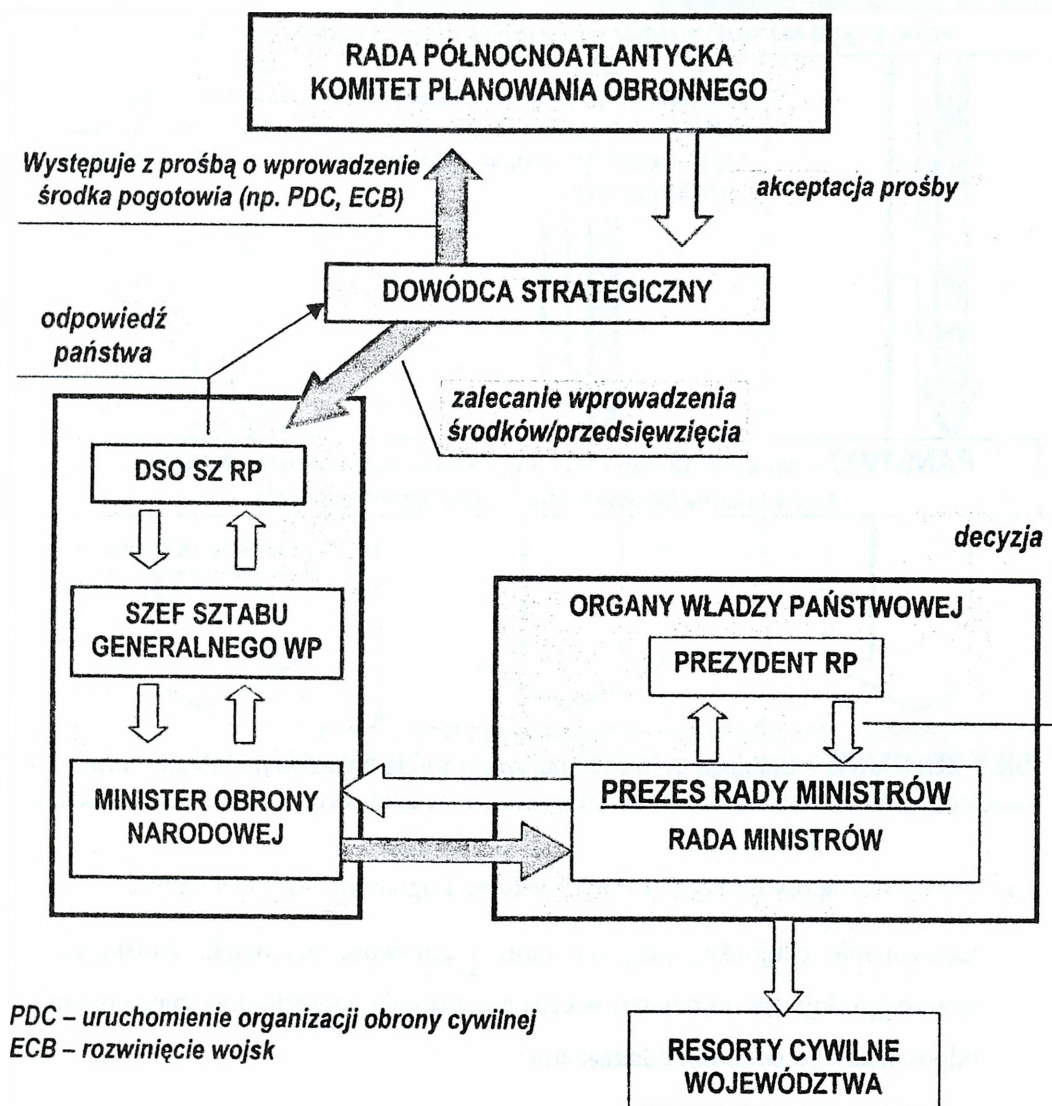 RADA PÓŁNOCNOATLANTYCKA
KOMITET PLANOWANIA OBRONNEGO
Występuje z prośbą o wprowadzenie
środka pogotowia (np. PDC, ECB)
akceptacja prośby
DOWÓDCA STRATEGICZNY
odpowiedź
państwa
zalecanie wprowadzenia
środków/przedsięwzięcia
DSO SZ RP
decyzja
SZEF SZTABU
GENERALNEGO WP
ORGANY WŁADZY PAŃSTWOWEJ
PREZYDENT RP
MINISTER OBRONY
NARODOWEJ
PREZES RADY MINISTRÓW
RADA MINISTRÓW
PDC – uruchomienie organizacji obrony cywilnej
ECB – rozwinięcie wojsk
RESORTY CYWILNE
WOJEWÓDZTWA